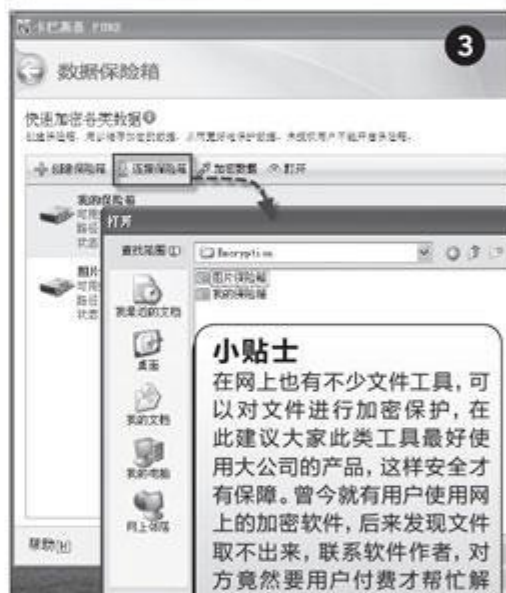 卡巴斯基 PURE
3
数据保险箱
快速加密各类数据
创建保险箱 连接保险箱 加密数据 打开
我的保险箱
打开
查找范围(I) Encryption
图片保险箱
我的保险箱
我最近的文档
桌面
我的文档
我的电脑
网上邻居
帮助(H)
小贴士
在网上也有不少文件工具，可
以对文件进行加密保护，在
此建议大家此类工具最好使
用大公司的产品，这样安全才
有保障。曾今就有用户使用网
上的加密软件，后来发现文件
取不出来，联系软件作者，对
方竟然要用户付费才帮忙解